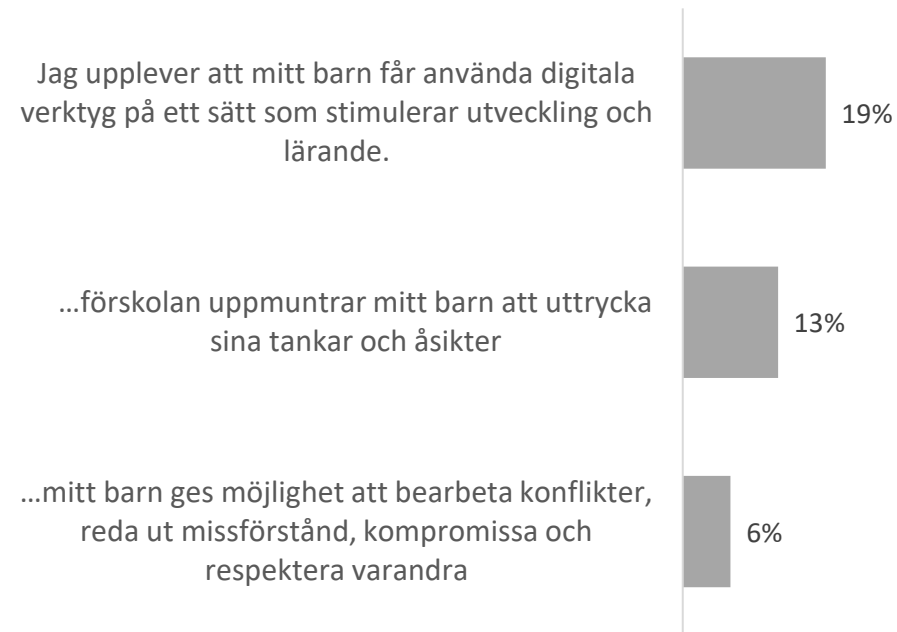 Jag upplever att mitt barn får använda digitala
verktyg på ett sätt som stimulerar utveckling och
lärande.
19%
…förskolan uppmuntrar mitt barn att uttrycka
sina tankar och åsikter
13%
…mitt barn ges möjlighet att bearbeta konflikter,
reda ut missförstånd, kompromissa och
respektera varandra
6%